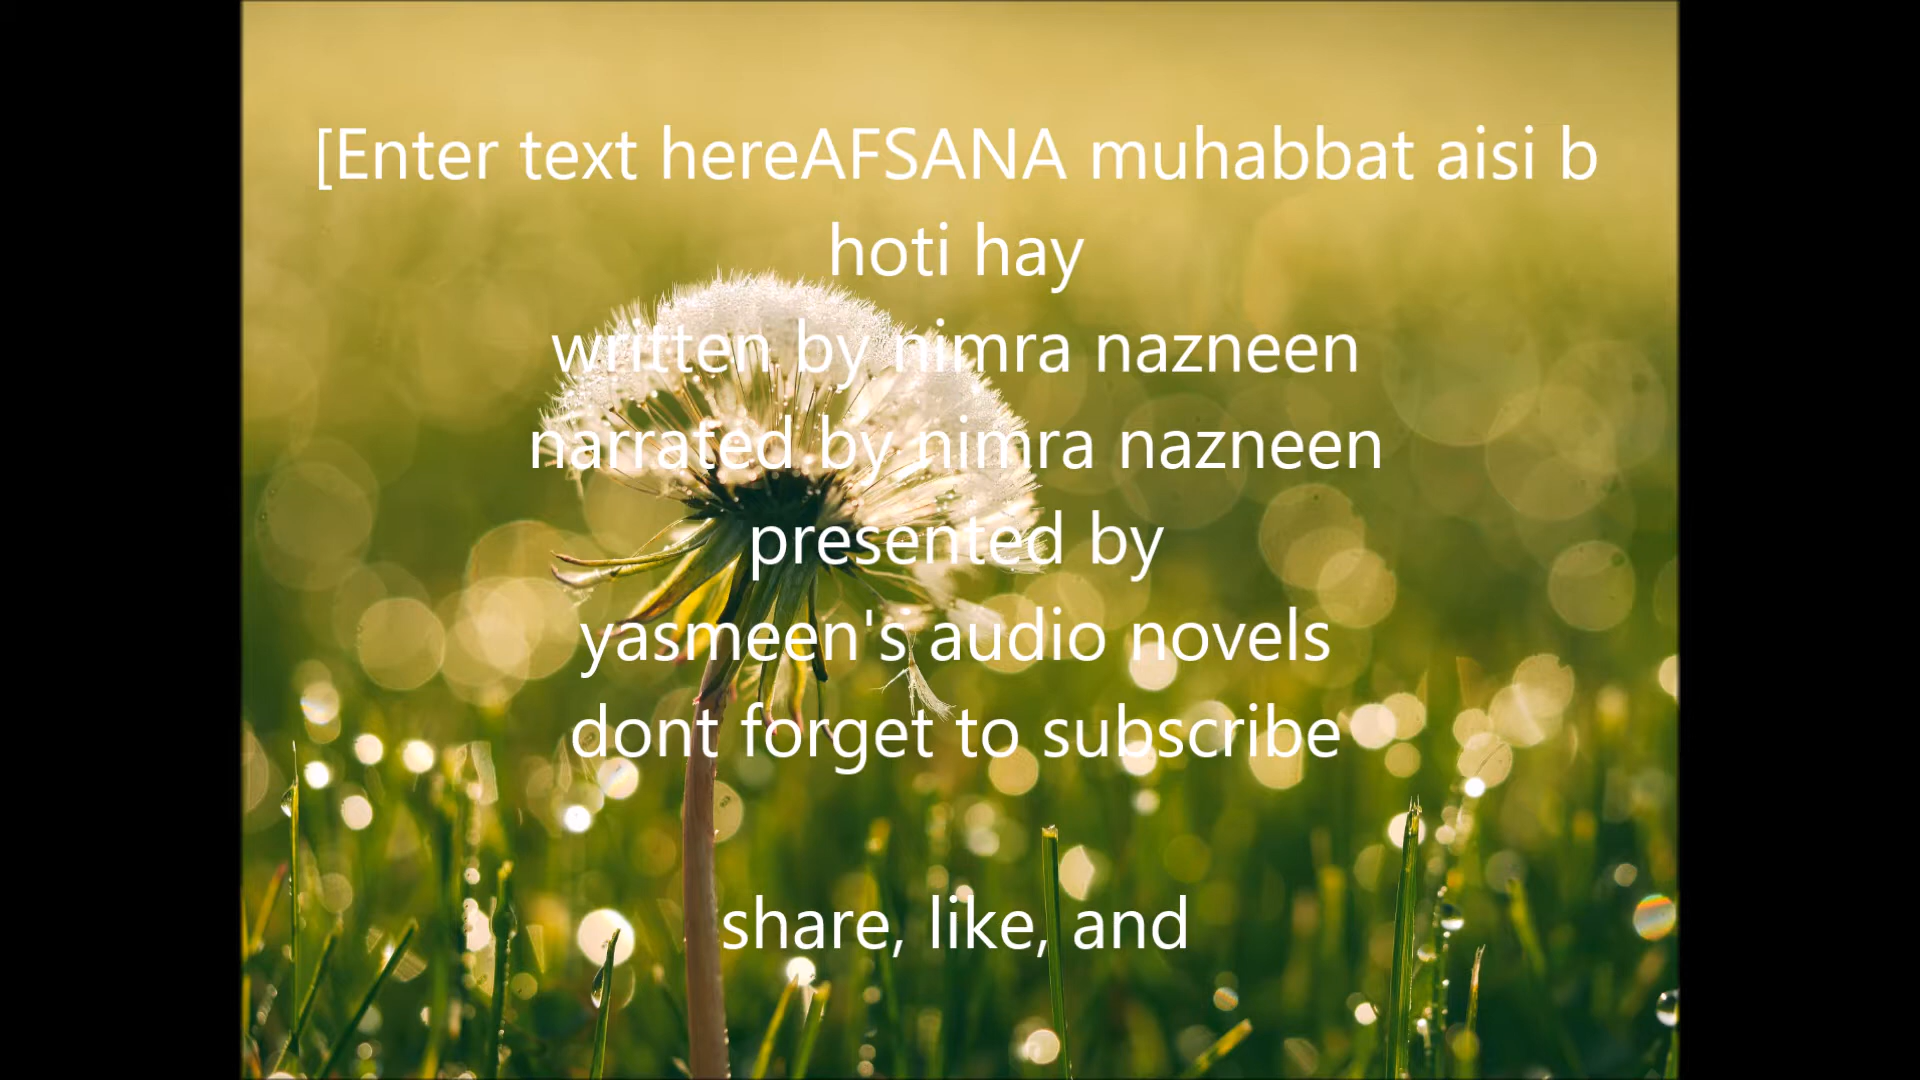 [Enter text hereAFSANA muhabbat aisi b
hoti hay
written by nimra nazneen
narrated by nimra nazneen
presented by
yasmeen's audio novels
dont forget to subscribe
share, like, and